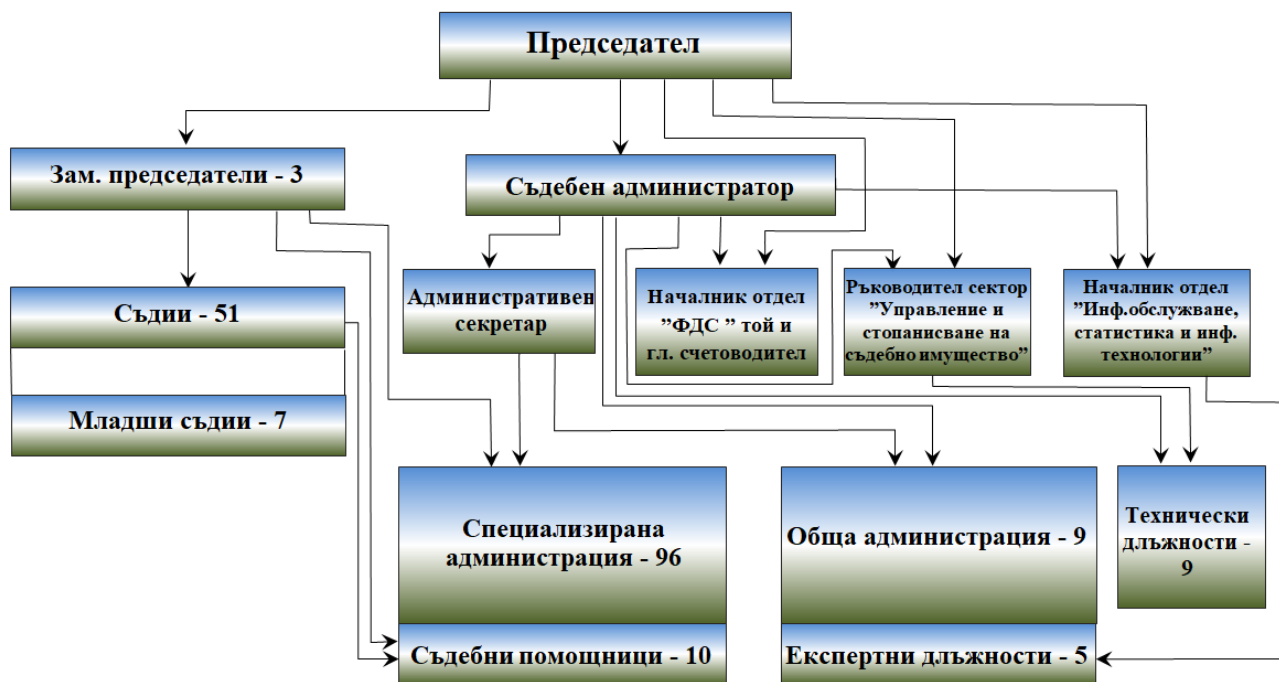 Председател
Зам. председатели - 3
Съдебен администратор
Административен
секретар
Началник отдел
”ФДС ” той и
гл. счетоводител
Ръководител сектор
”Управление и
стопанисване на
съдебно имущество”
Началник отдел
”Инф.обслужване,
статистика и инф.
технологии”
Съдии - 51
Младши съдии - 7
Специализирана
администрация - 96
Обща администрация - 9
Технически
длъжности -
9
Съдебни помощници - 10
Експертни длъжности - 5